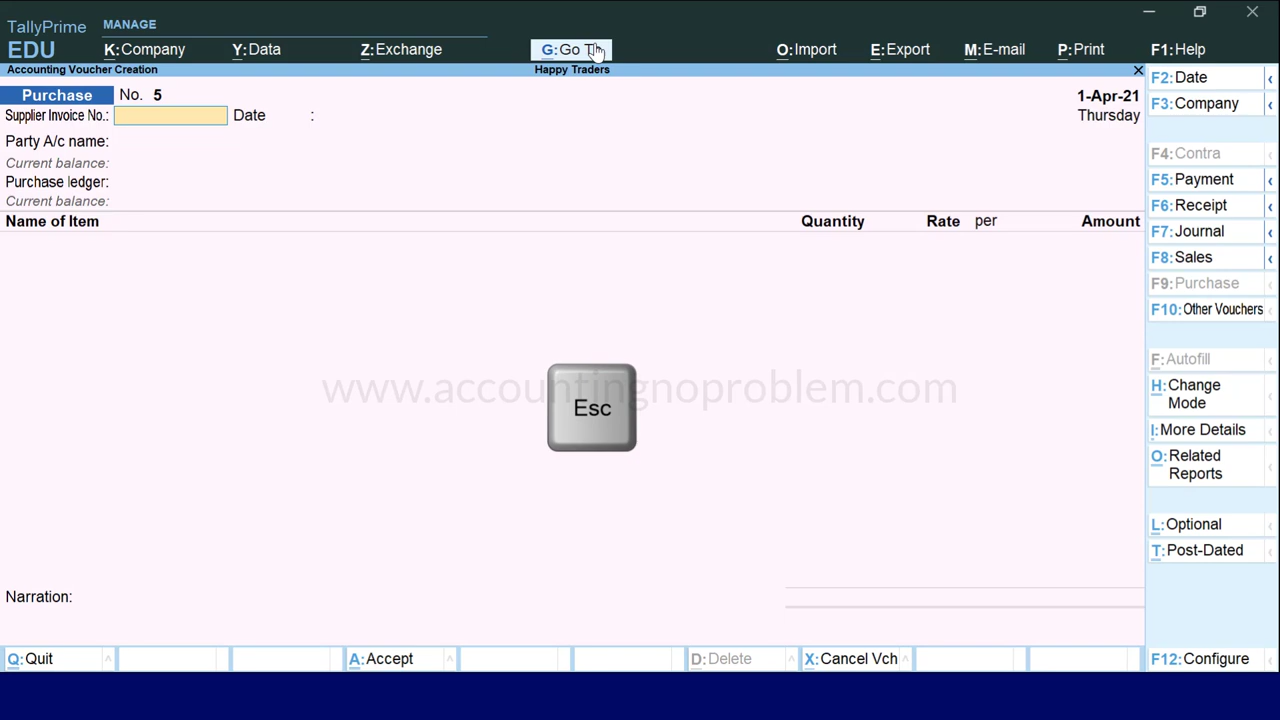 TallyPrime
EDU
MANAGE
K:Company Y:Data Z:Exchange G:Go O:Import E:Export M:E-mail P:Print F1:Help
Accounting Voucher Creation Happy Traders
Purchase No. 5 1-Apr-21
Supplier Invoice No.: Date : Thursday
Party A/c name:
Current balance:
Purchase ledger:
Current balance:
Name of Item Quantity Rate per Amount
www.accountingnoproblem.com
Esc
Narration:
Q:Quit A:Accept D:Delete X:Cancel Vch F12:Configure
F2:Date
F3:Company
F4:Contra
F5:Payment
F6:Receipt
F7:Journal
F8:Sales
F9:Purchase
F10:Other Vouchers
F:Autofill
H:Change
Mode
I:More Details
O:Related
Reports
L:Optional
T:Post-Dated